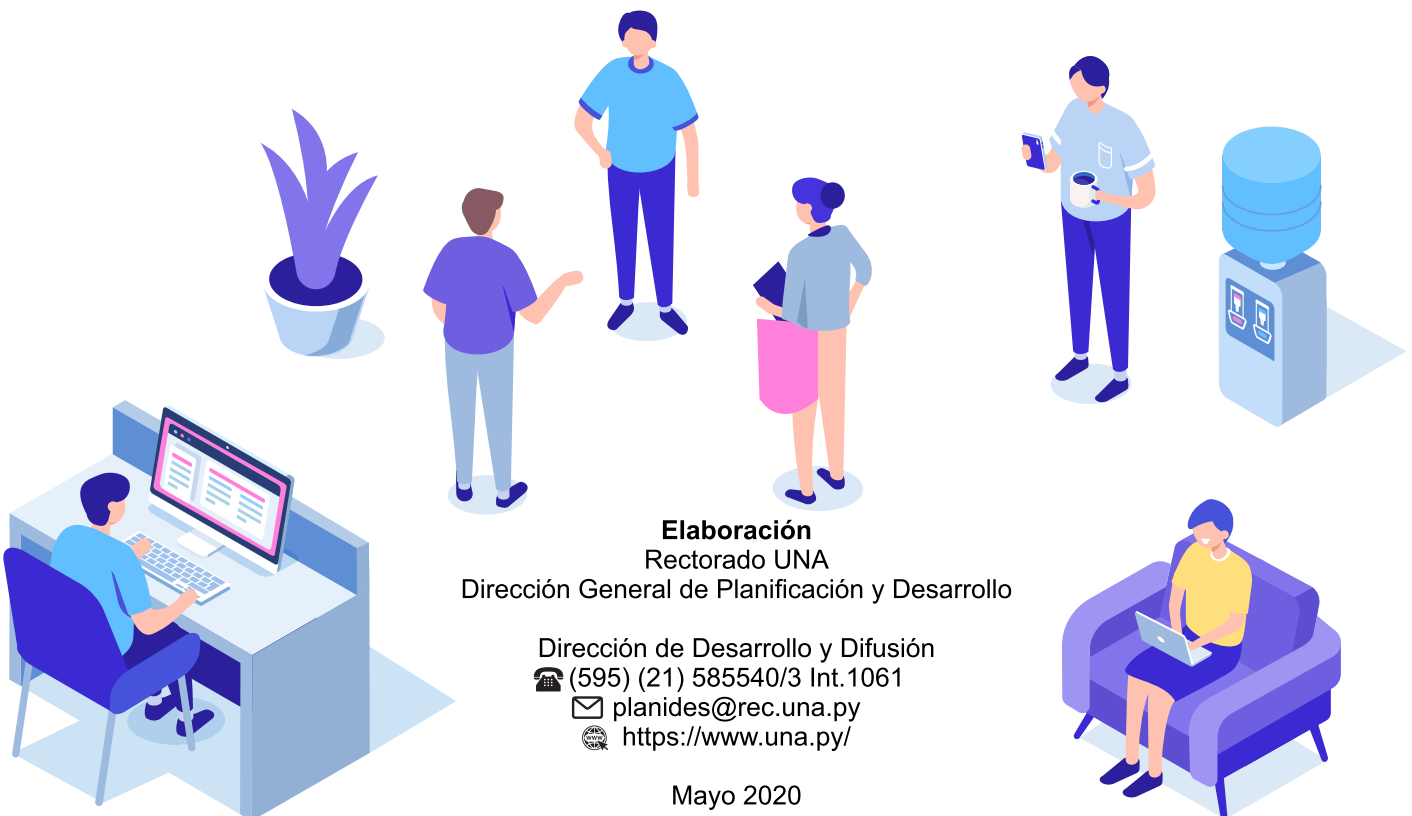 Elaboración
Rectorado UNA
Dirección General de Planificación y Desarrollo
Dirección de Desarrollo y Difusión
(595) (21) 585540/3 Int.1061
planides@rec.una.py
https://www.una.py/
Mayo 2020